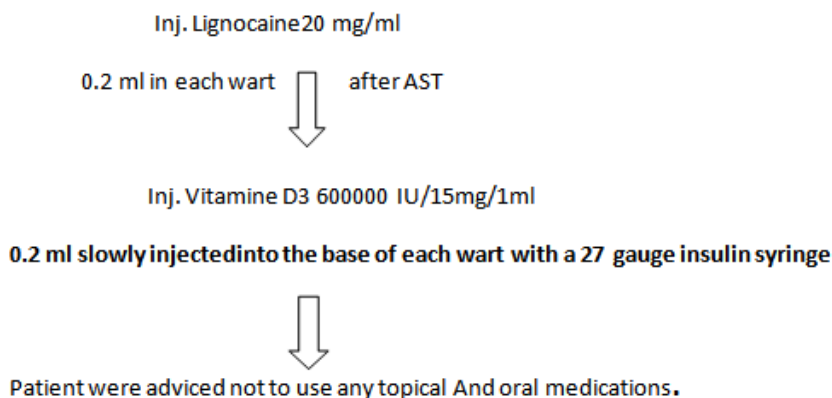 Inj. Lignocaine20 mg/ml
0.2 ml in each wart after AST
Inj. Vitamine D3 600000 IU/15mg/1ml
0.2 ml slowly injectedinto the base of each wart with a 27 gauge insulin syringe
Patient were adviced not to use any topical And oral medications.